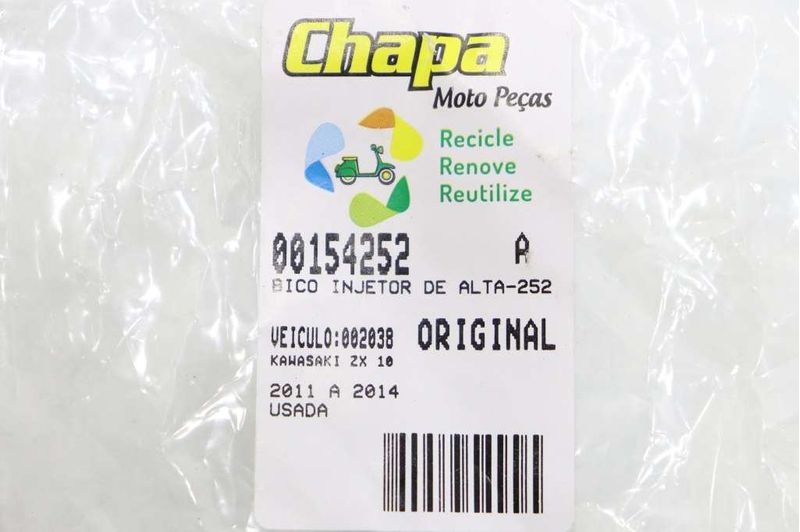 Chapa
Moto Peças
Recicle
Renove
Reutilize
00154252 A
BICO INJETOR DE ALTA-252
VEICULO:002038 ORIGINAL
KAWASAKI ZX 10
2011 A 2014
USADA